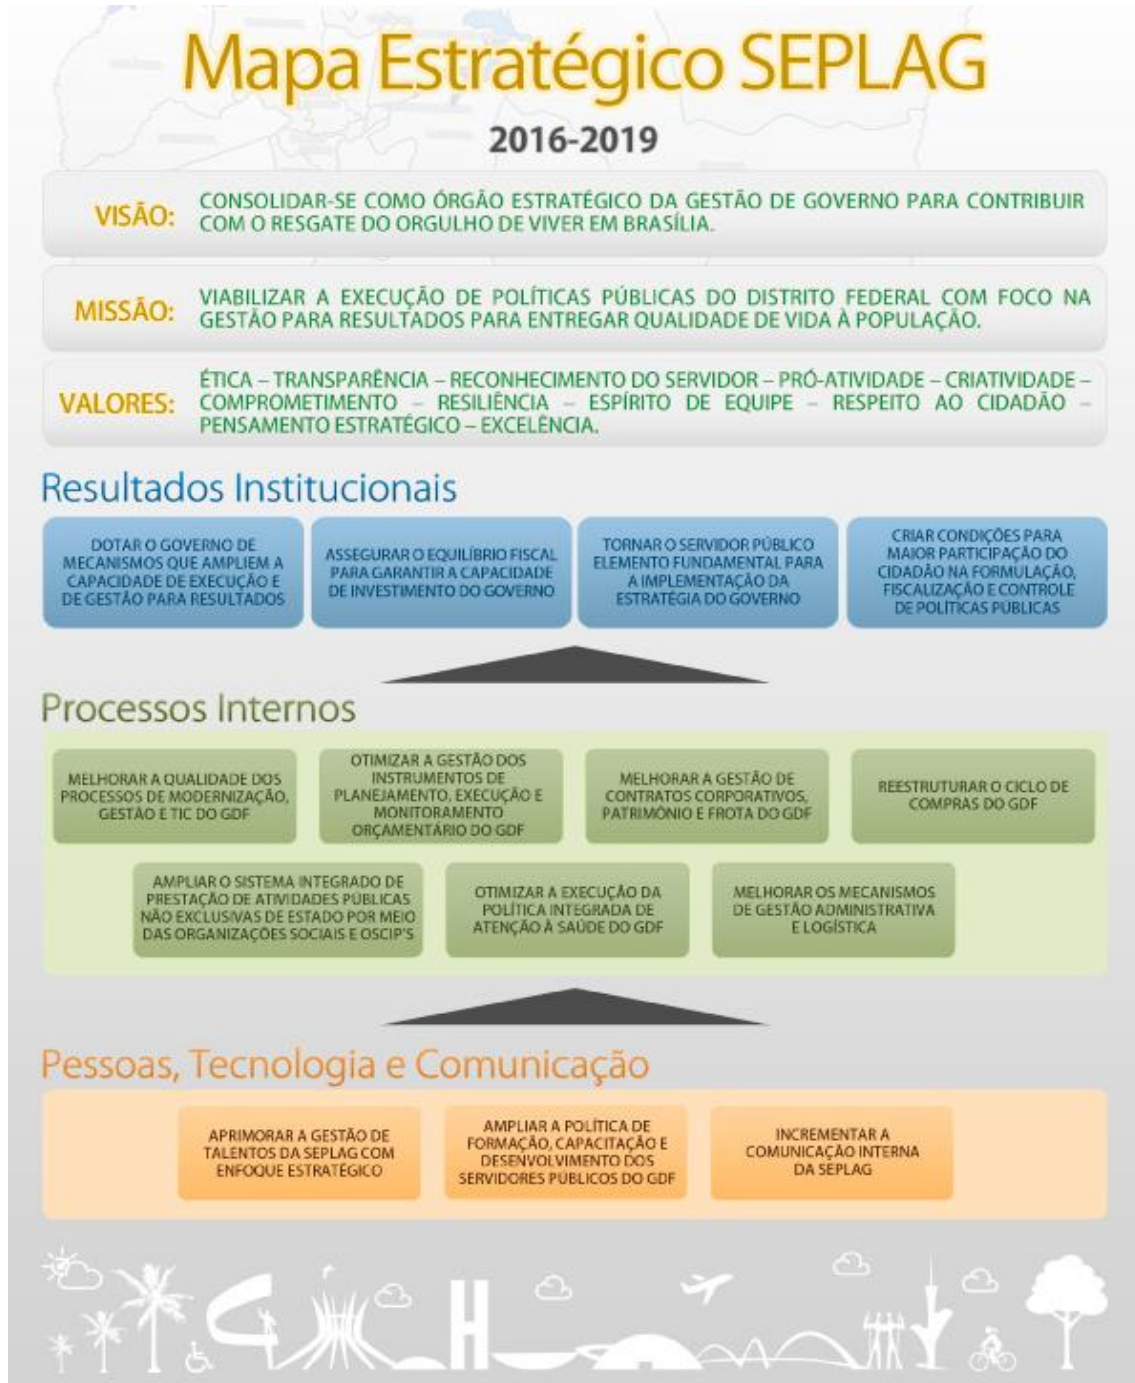 Mapa Estratégico SEPLAG
2016-2019
VISÃO:
CONSOLIDAR-SE COMO ÓRGÃO ESTRATÉGICO DA GESTÃO DE GOVERNO PARA CONTRIBUIR
COM O RESGATE DO ORGULHO DE VIVER EM BRASÍLIA.
MISSÃO:
VIABILIZAR A EXECUÇÃO DE POLÍTICAS PÚBLICAS DO DISTRITO FEDERAL COM FOCO NA
GESTÃO PARA RESULTADOS PARA ENTREGAR QUALIDADE DE VIDA À POPULAÇÃO.
VALORES:
ÉTICA – TRANSPARÊNCIA – RECONHECIMENTO DO SERVIDOR – PRÓ-ATIVIDADE – CRIATIVIDADE –
COMPROMETIMENTO – RESILIÊNCIA – ESPÍRITO DE EQUIPE – RESPEITO AO CIDADÃO –
PENSAMENTO ESTRATÉGICO – EXCELÊNCIA.
Resultados Institucionais
DOTAR O GOVERNO DE
MECANISMOS QUE AMPLIEM A
CAPACIDADE DE EXECUÇÃO E
DE GESTÃO PARA RESULTADOS
ASSEGURAR O EQUILÍBRIO FISCAL
PARA GARANTIR A CAPACIDADE
DE INVESTIMENTO DO GOVERNO
TORNAR O SERVIDOR PÚBLICO
ELEMENTO FUNDAMENTAL PARA
A IMPLEMENTAÇÃO DA
ESTRATÉGIA DO GOVERNO
CRIAR CONDIÇÕES PARA
MAIOR PARTICIPAÇÃO DO
CIDADÃO NA FORMULAÇÃO,
FISCALIZAÇÃO E CONTROLE
DE POLÍTICAS PÚBLICAS
Processos Internos
MELHORAR A QUALIDADE DOS
PROCESSOS DE MODERNIZAÇÃO,
GESTÃO E TIC DO GDF
OTIMIZAR A GESTÃO DOS
INSTRUMENTOS DE
PLANEJAMENTO, EXECUÇÃO E
MONITORAMENTO
ORÇAMENTÁRIO DO GDF
MELHORAR A GESTÃO DE
CONTRATOS CORPORATIVOS,
PATRIMÔNIO E FROTA DO GDF
REESTRUTURAR O CICLO DE
COMPRAS DO GDF
AMPLIAR O SISTEMA INTEGRADO DE
PRESTAÇÃO DE ATIVIDADES PÚBLICAS
NÃO EXCLUSIVAS DE ESTADO POR MEIO
DAS ORGANIZAÇÕES SOCIAIS E OSCIP'S
OTIMIZAR A EXECUÇÃO DA
POLÍTICA INTEGRADA DE
ATENÇÃO À SAÚDE DO GDF
MELHORAR OS MECANISMOS
DE GESTÃO ADMINISTRATIVA
E LOGÍSTICA
Pessoas, Tecnologia e Comunicação
APRIMORAR A GESTÃO DE
TALENTOS DA SEPLAG COM
ENFOQUE ESTRATÉGICO
AMPLIAR A POLÍTICA DE
FORMAÇÃO, CAPACITAÇÃO E
DESENVOLVIMENTO DOS
SERVIDORES PÚBLICOS DO GDF
INCREMENTAR A
COMUNICAÇÃO INTERNA
DA SEPLAG